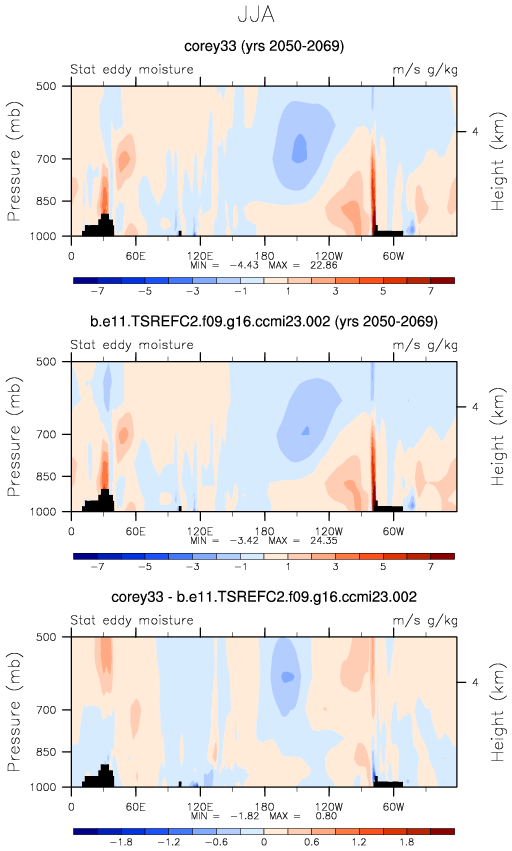 JJA
corey33 (yrs 2050-2069)
Stat eddy moisture m/s g/kg
Pressure (mb)
500
700
850
1000
Height (km)
4
0 60E 120E 180 120W 60W
MIN = -4.43 MAX = 22.86
-7 -5 -3 -2 -1 1 2 3 5 7
b.e11.TSREFC2.f09.g16.ccmi23.002 (yrs 2050-2069)
Stat eddy moisture m/s g/kg
Pressure (mb)
500
700
850
1000
Height (km)
4
0 60E 120E 180 120W 60W
MIN = -3.42 MAX = 24.35
-7 -5 -3 -2 -1 1 2 3 5 7
corey33 - b.e11.TSREFC2.f09.g16.ccmi23.002
Stat eddy moisture m/s g/kg
Pressure (mb)
500
700
850
1000
Height (km)
4
0 60E 120E 180 120W 60W
MIN = -1.82 MAX = 0.80
-1.8 -1.2 -0.6 0 0.6 1.2 1.8